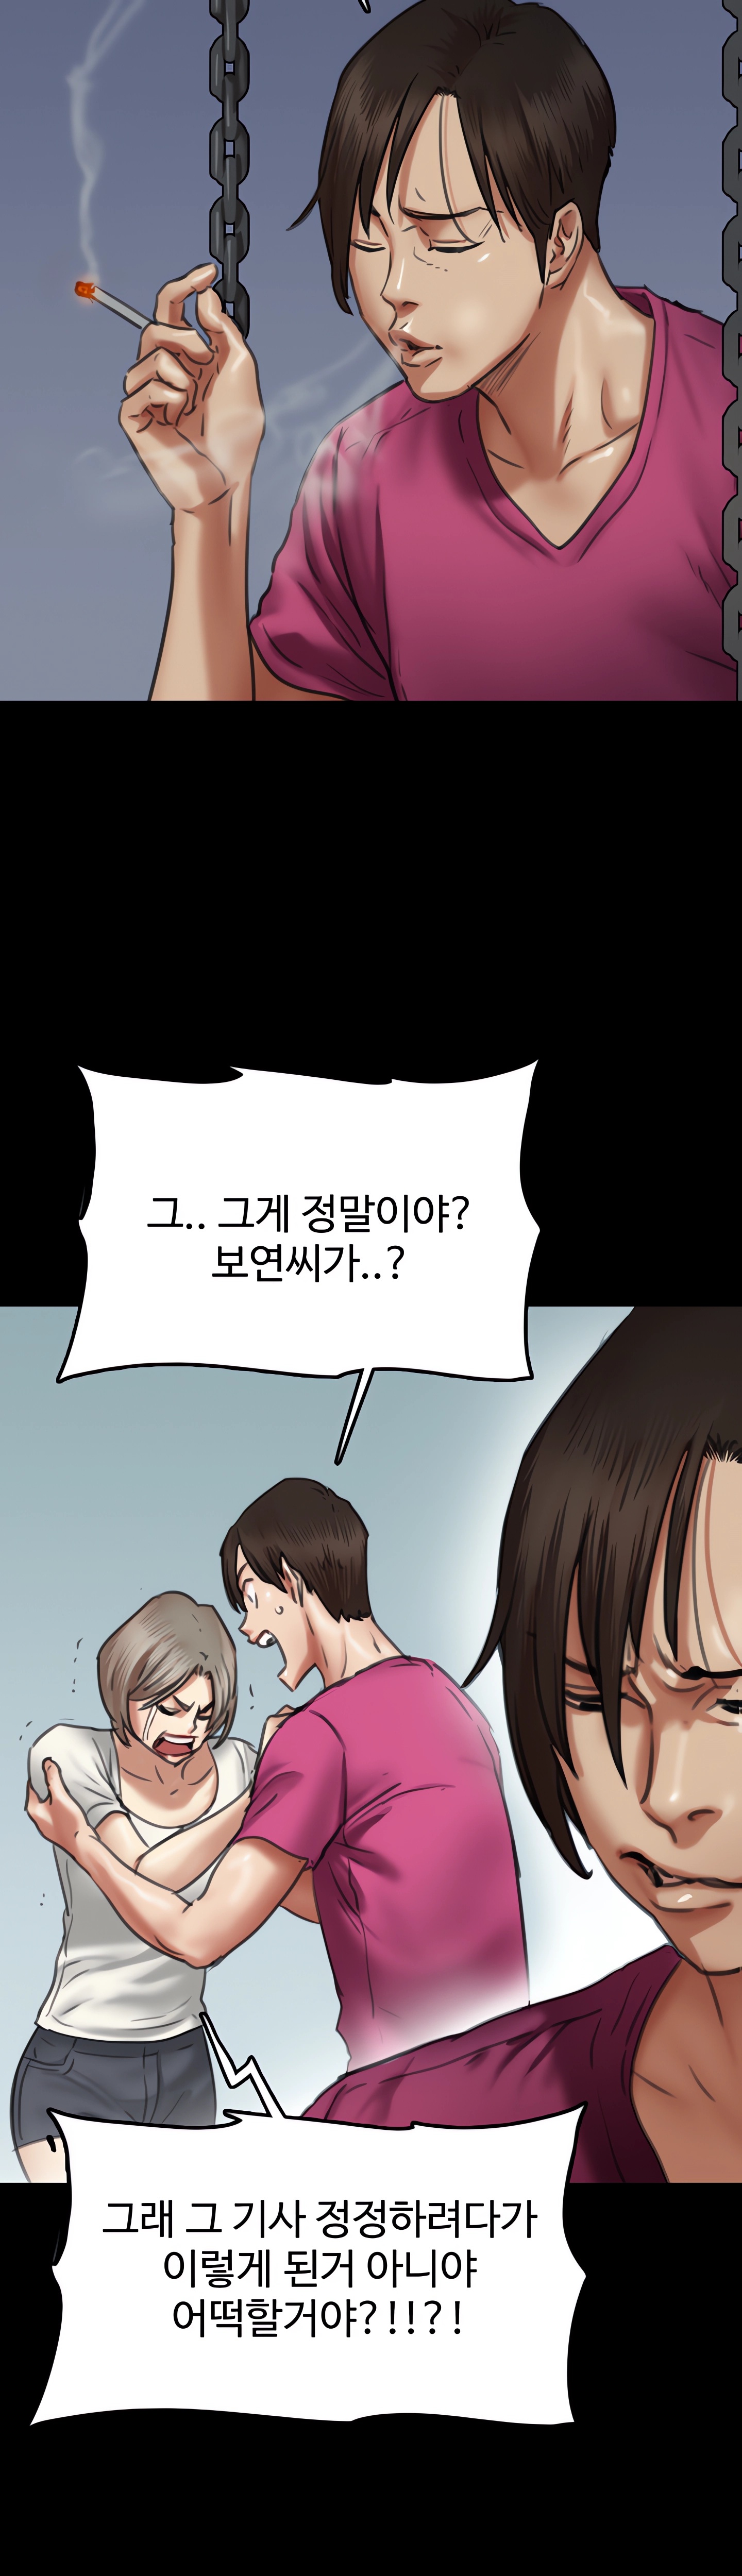 그.. 그게 정말이야?
보연씨가..?
그래 그 기사 정정하려다가
이렇게 된거 아니야
어떡할거야?!!?!